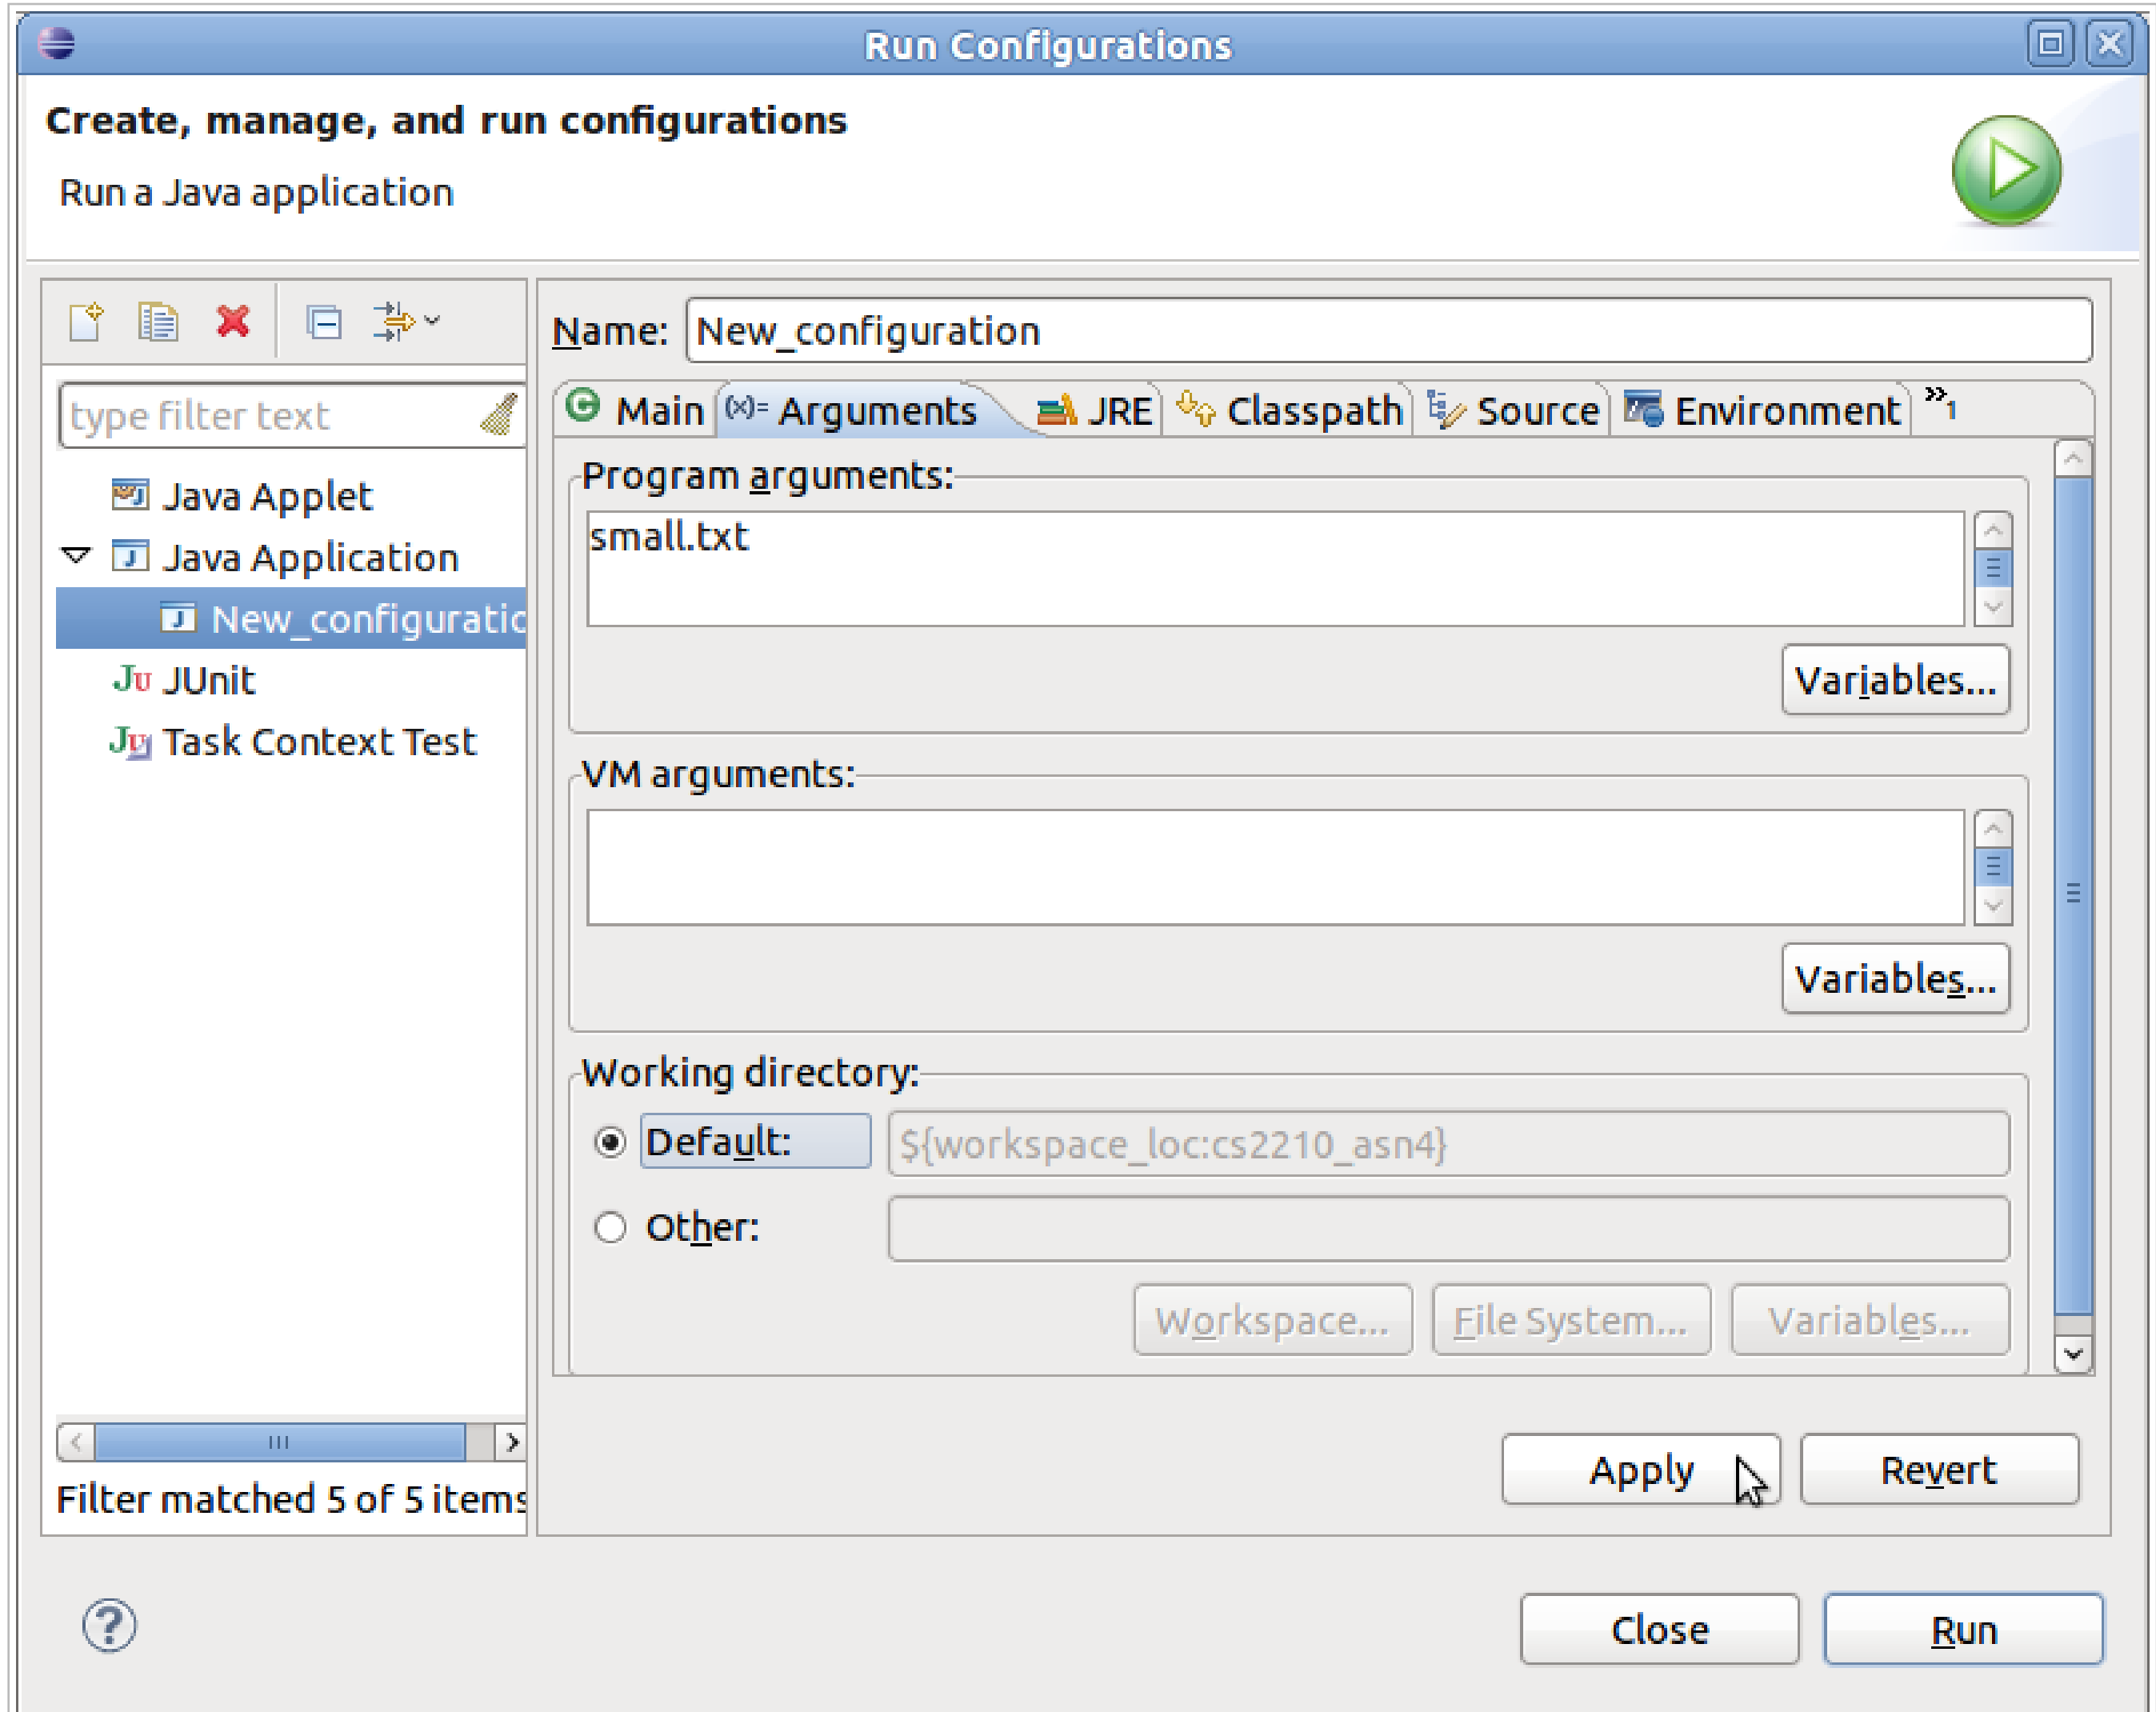 Run Configurations
Create, manage, and run configurations
Run a Java application
type filter text
Java Applet
Java Application
New_configuratio
JUnit
Task Context Test
Filter matched 5 of 5 items
Name: New_configuration
Main (x)= Arguments JRE Classpath Source Environment »1
Program arguments:
small.txt
Variables...
VM arguments:
Variables...
Working directory:
Default: ${workspace_loc:cs2210_asn4}
Other:
Workspace... File System... Variables...
Apply Revert
? Close Run